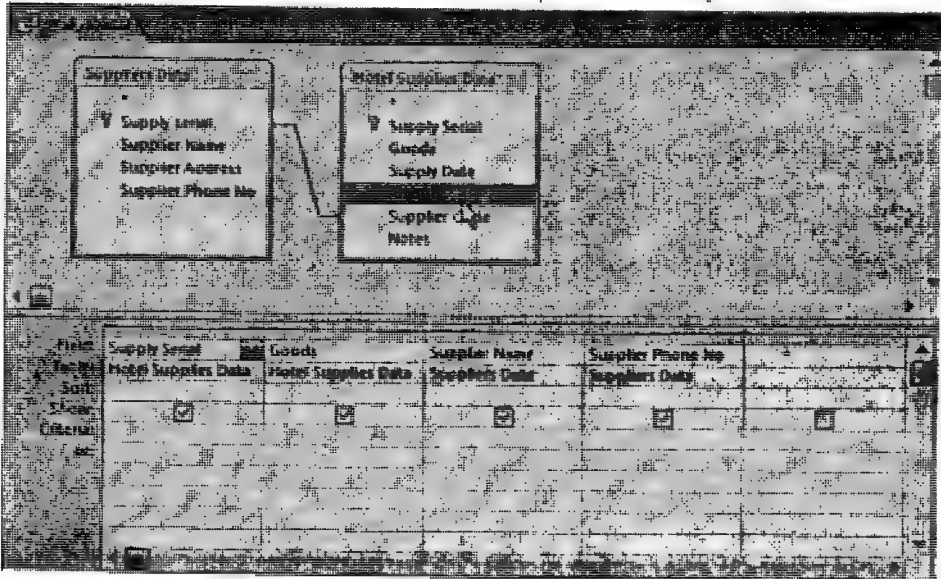 Suppliers Data
Supply serial
Supplier Name
Supplier Address
Supplier Phone No
Hotel Supplies Data
Supply Serial
Goods
Supply Date
Supplier
Notes
Field:
Table:
Sort:
Show:
Criteria:
or:
Supply Serial
Goods
Supplier Name
Supplier Phone No
Hotel Supplies Data
Hotel Supplies Data
Suppliers Data
Suppliers Data